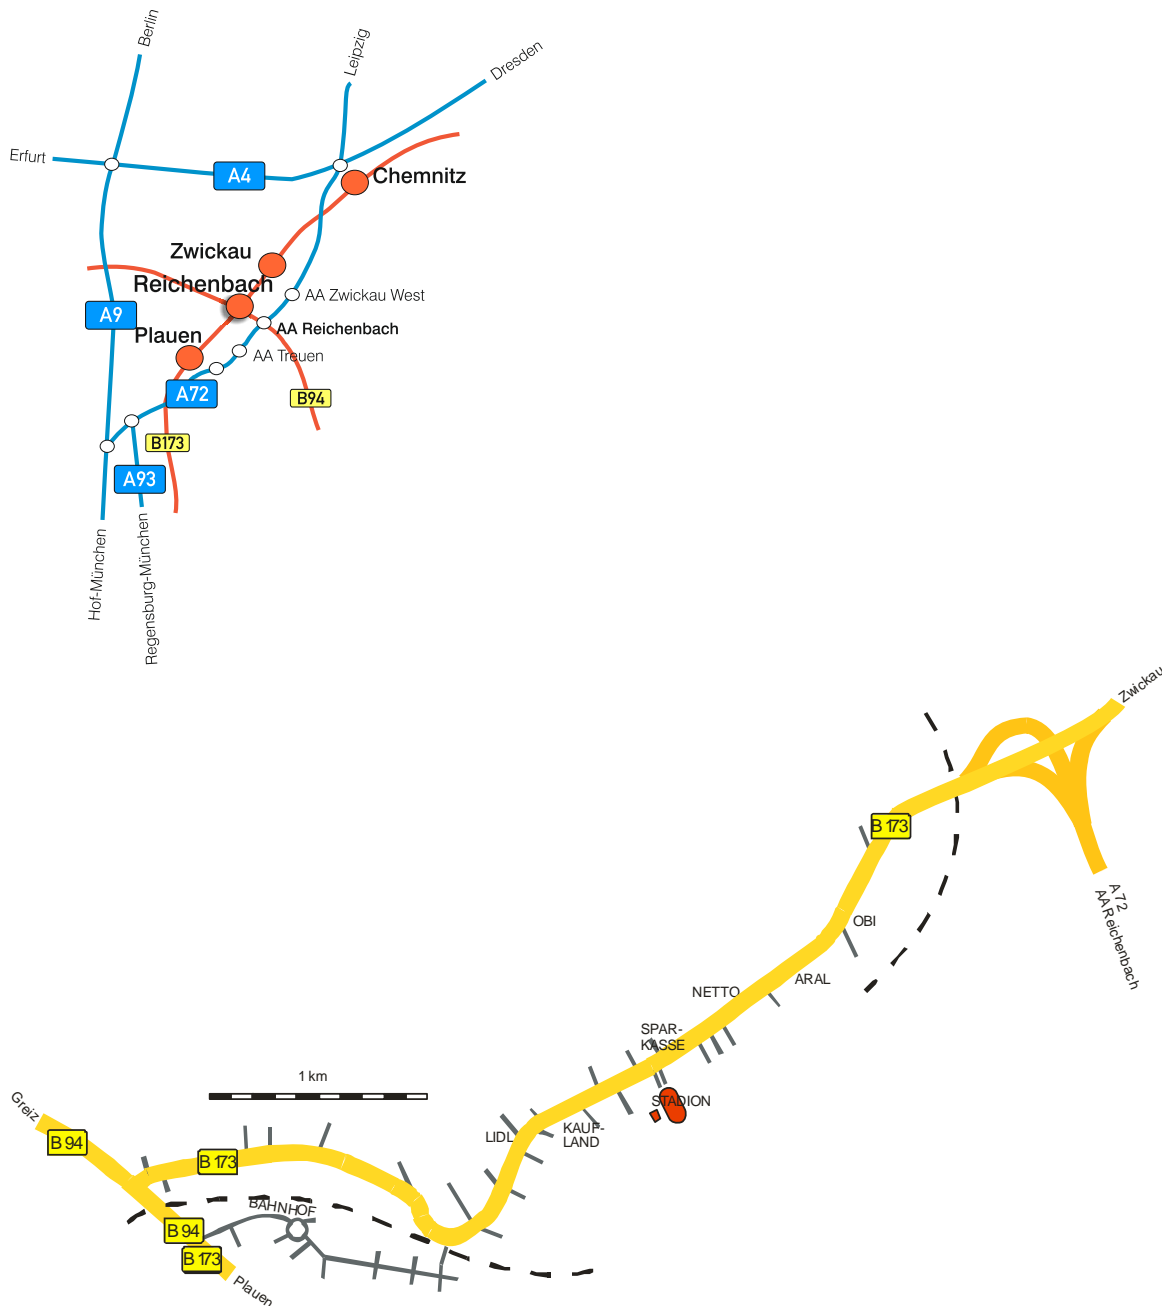 Berlin
Leipzig
Dresden
Erfurt
A4
Chemnitz
Zwickau
Reichenbach
AA Zwickau West
A9
Plauen
AA Reichenbach
AA Treuen
A72
B94
B173
A93
Hof-München
Regensburg-München
Zwickau
B 173
A 72
AA Reichenbach
OBI
ARAL
NETTO
SPAR-
KASSE
1 km
STADION
Greiz
KAUF-
LAND
LIDL
B 94
B 173
BAHNHOF
B 94
B 173
Plauen